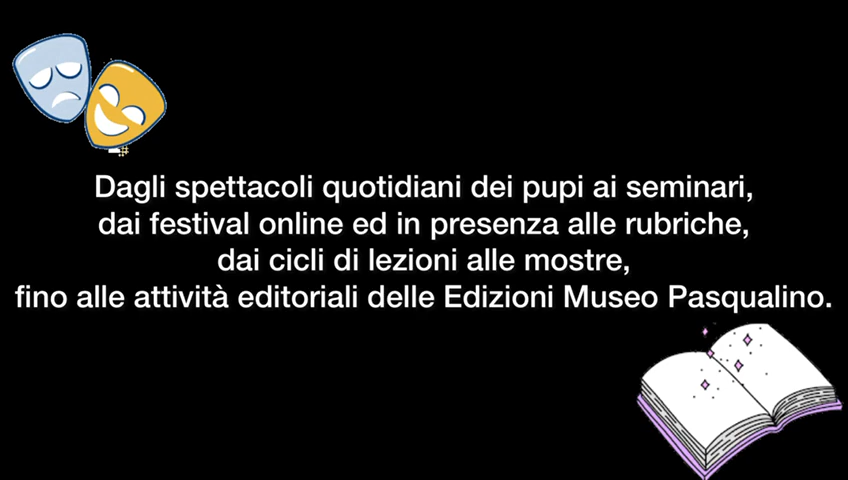 Dagli spettacoli quotidiani dei pupi ai seminari,
dai festival online ed in presenza alle rubriche,
dai cicli di lezioni alle mostre,
fino alle attività editoriali delle Edizioni Museo Pasqualino.